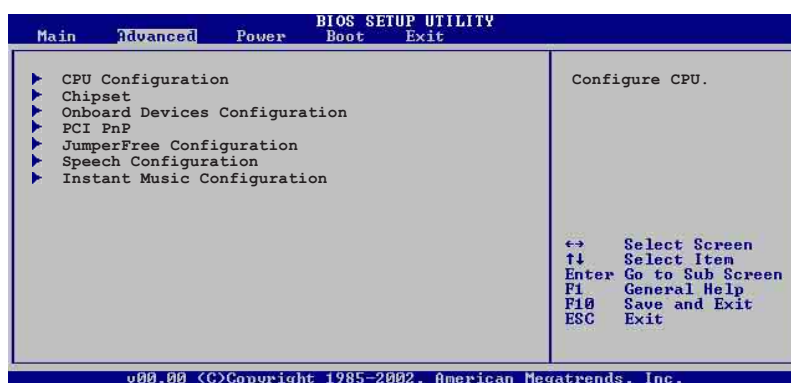 BIOS SETUP UTILITY
Main Advanced Power Boot Exit
CPU Configuration
Chipset
Onboard Devices Configuration
PCI PnP
JumperFree Configuration
Speech Configuration
Instant Music Configuration
Configure CPU.
↔ Select Screen
↑↓ Select Item
Enter Go to Sub Screen
F1 General Help
F10 Save and Exit
ESC Exit
v00.00 (C)Copyright 1985-2002, American Megatrends, Inc.